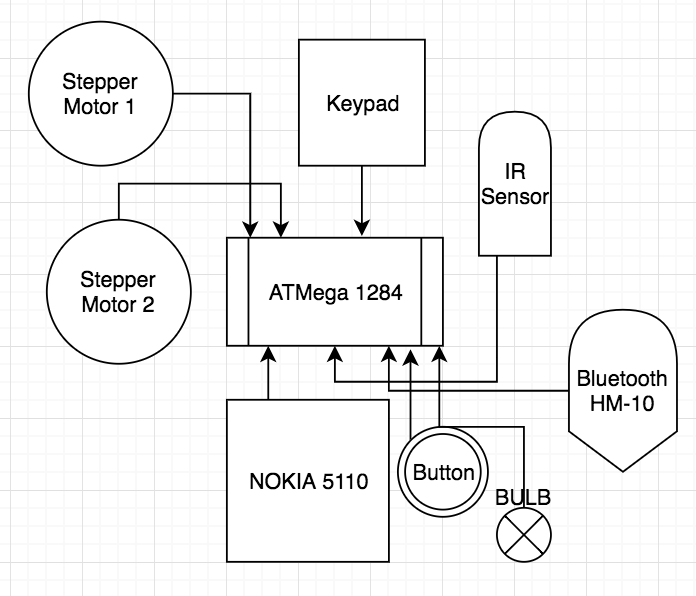 Stepper
Motor 1
Keypad
IR
Sensor
Stepper
Motor 2
ATMega 1284
Bluetooth
HM-10
NOKIA 5110
Button
BULB